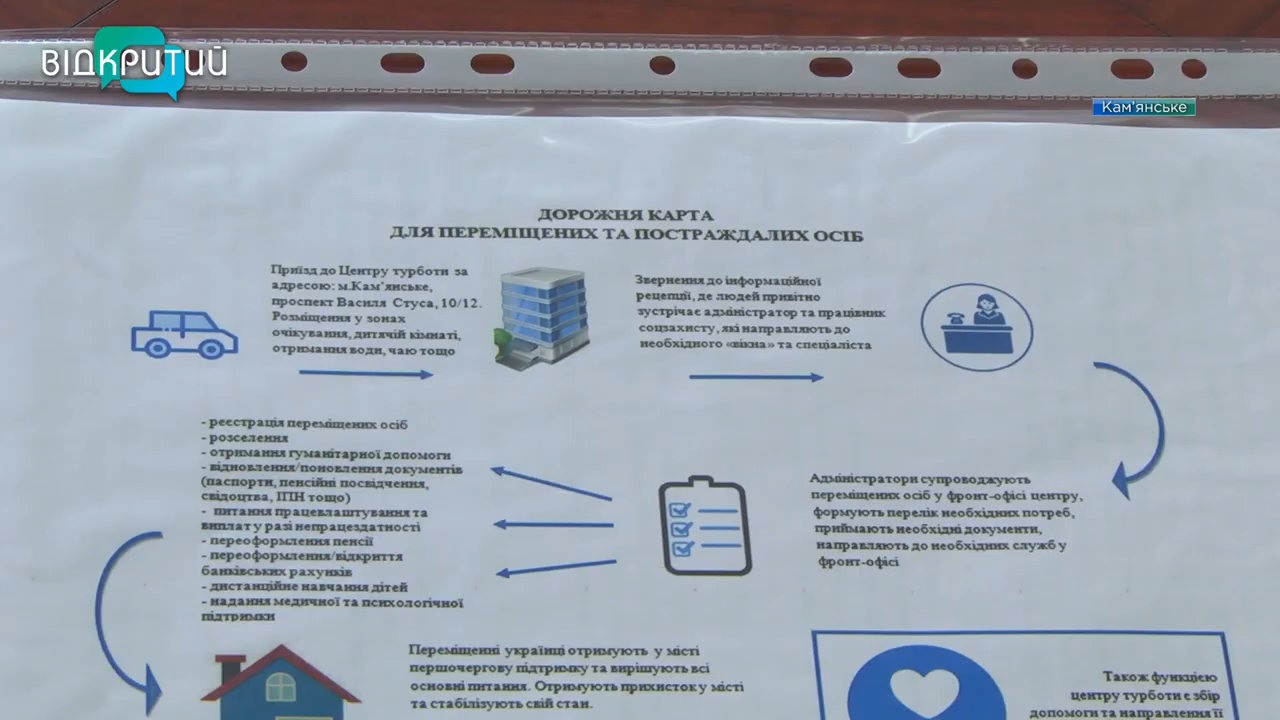 ВІДКРИТИЙ
Кам'янське
ДОРОЖНЯ КАРТА
ДЛЯ ПЕРЕМІЩЕНИХ ТА ПОСТРАЖДАЛИХ ОСІБ
Приїзд до Центру турботи за
адресою: м.Кам'янське,
проспект Василя Стуса, 10/12.
Розміщення у зонах
очікування, дитячій кімнаті,
отримання води, чаю тощо
Звернення до інформаційної
рецепції, де людей привітно
зустрічає адміністратор та працівник
соцзахисту, які направляють до
необхідного «вікна» та спеціаліста
Адміністратори супроводжують
переміщених осіб у фронт-офісі центру,
формують перелік необхідних потреб,
приймають необхідні документи,
направляють до необхідних служб у
фронт-офісі
- реєстрація переміщених осіб
- розселення
- отримання гуманітарної допомоги
- відновлення/поновлення документів
(паспорти, пенсійні посвідчення,
свідоцтва, ІПН тощо)
- питання працевлаштування та
виплат у разі непрацездатності
- переоформлення пенсії
- переоформлення/відкриття
банківських рахунків
- дистанційне навчання дітей
- надання медичної та психологічної
підтримки
Переміщенні українці отримують у місті
першочергову підтримку та вирішують всі
основні питання. Отримують прихисток у місті
та стабілізують свій стан.
Також функцією
центру турботи є збір
допомоги та направлення її